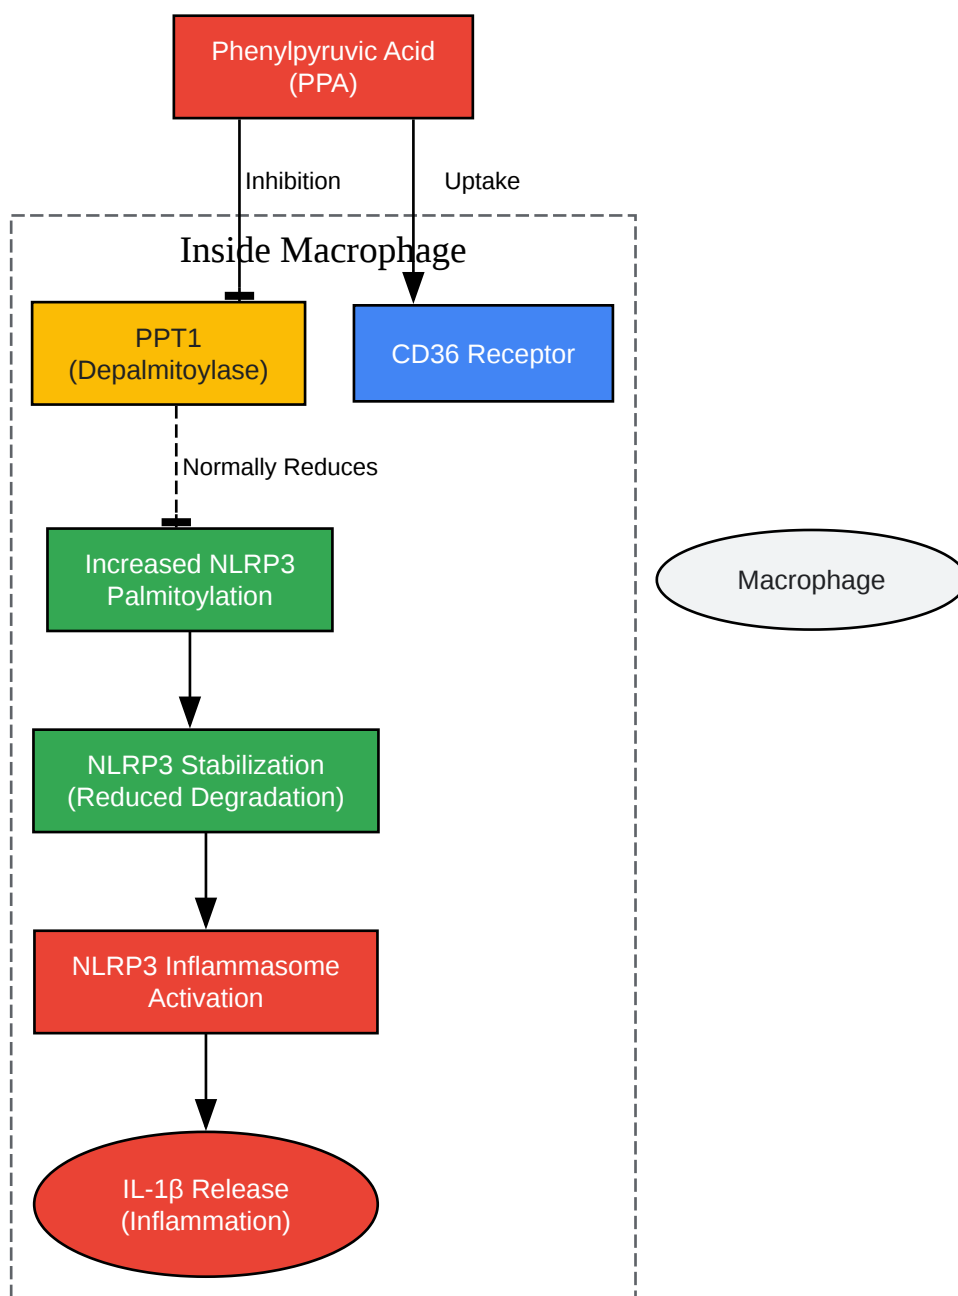 Phenylpyruvic Acid
(PPA)
Inhibition
Uptake
Inside Macrophage
PPT1
(Depalmitoylase)
CD36 Receptor
Normally Reduces
Increased NLRP3
Palmitoylation
Macrophage
NLRP3 Stabilization
(Reduced Degradation)
NLRP3 Inflammasome
Activation
IL-1β Release
(Inflammation)